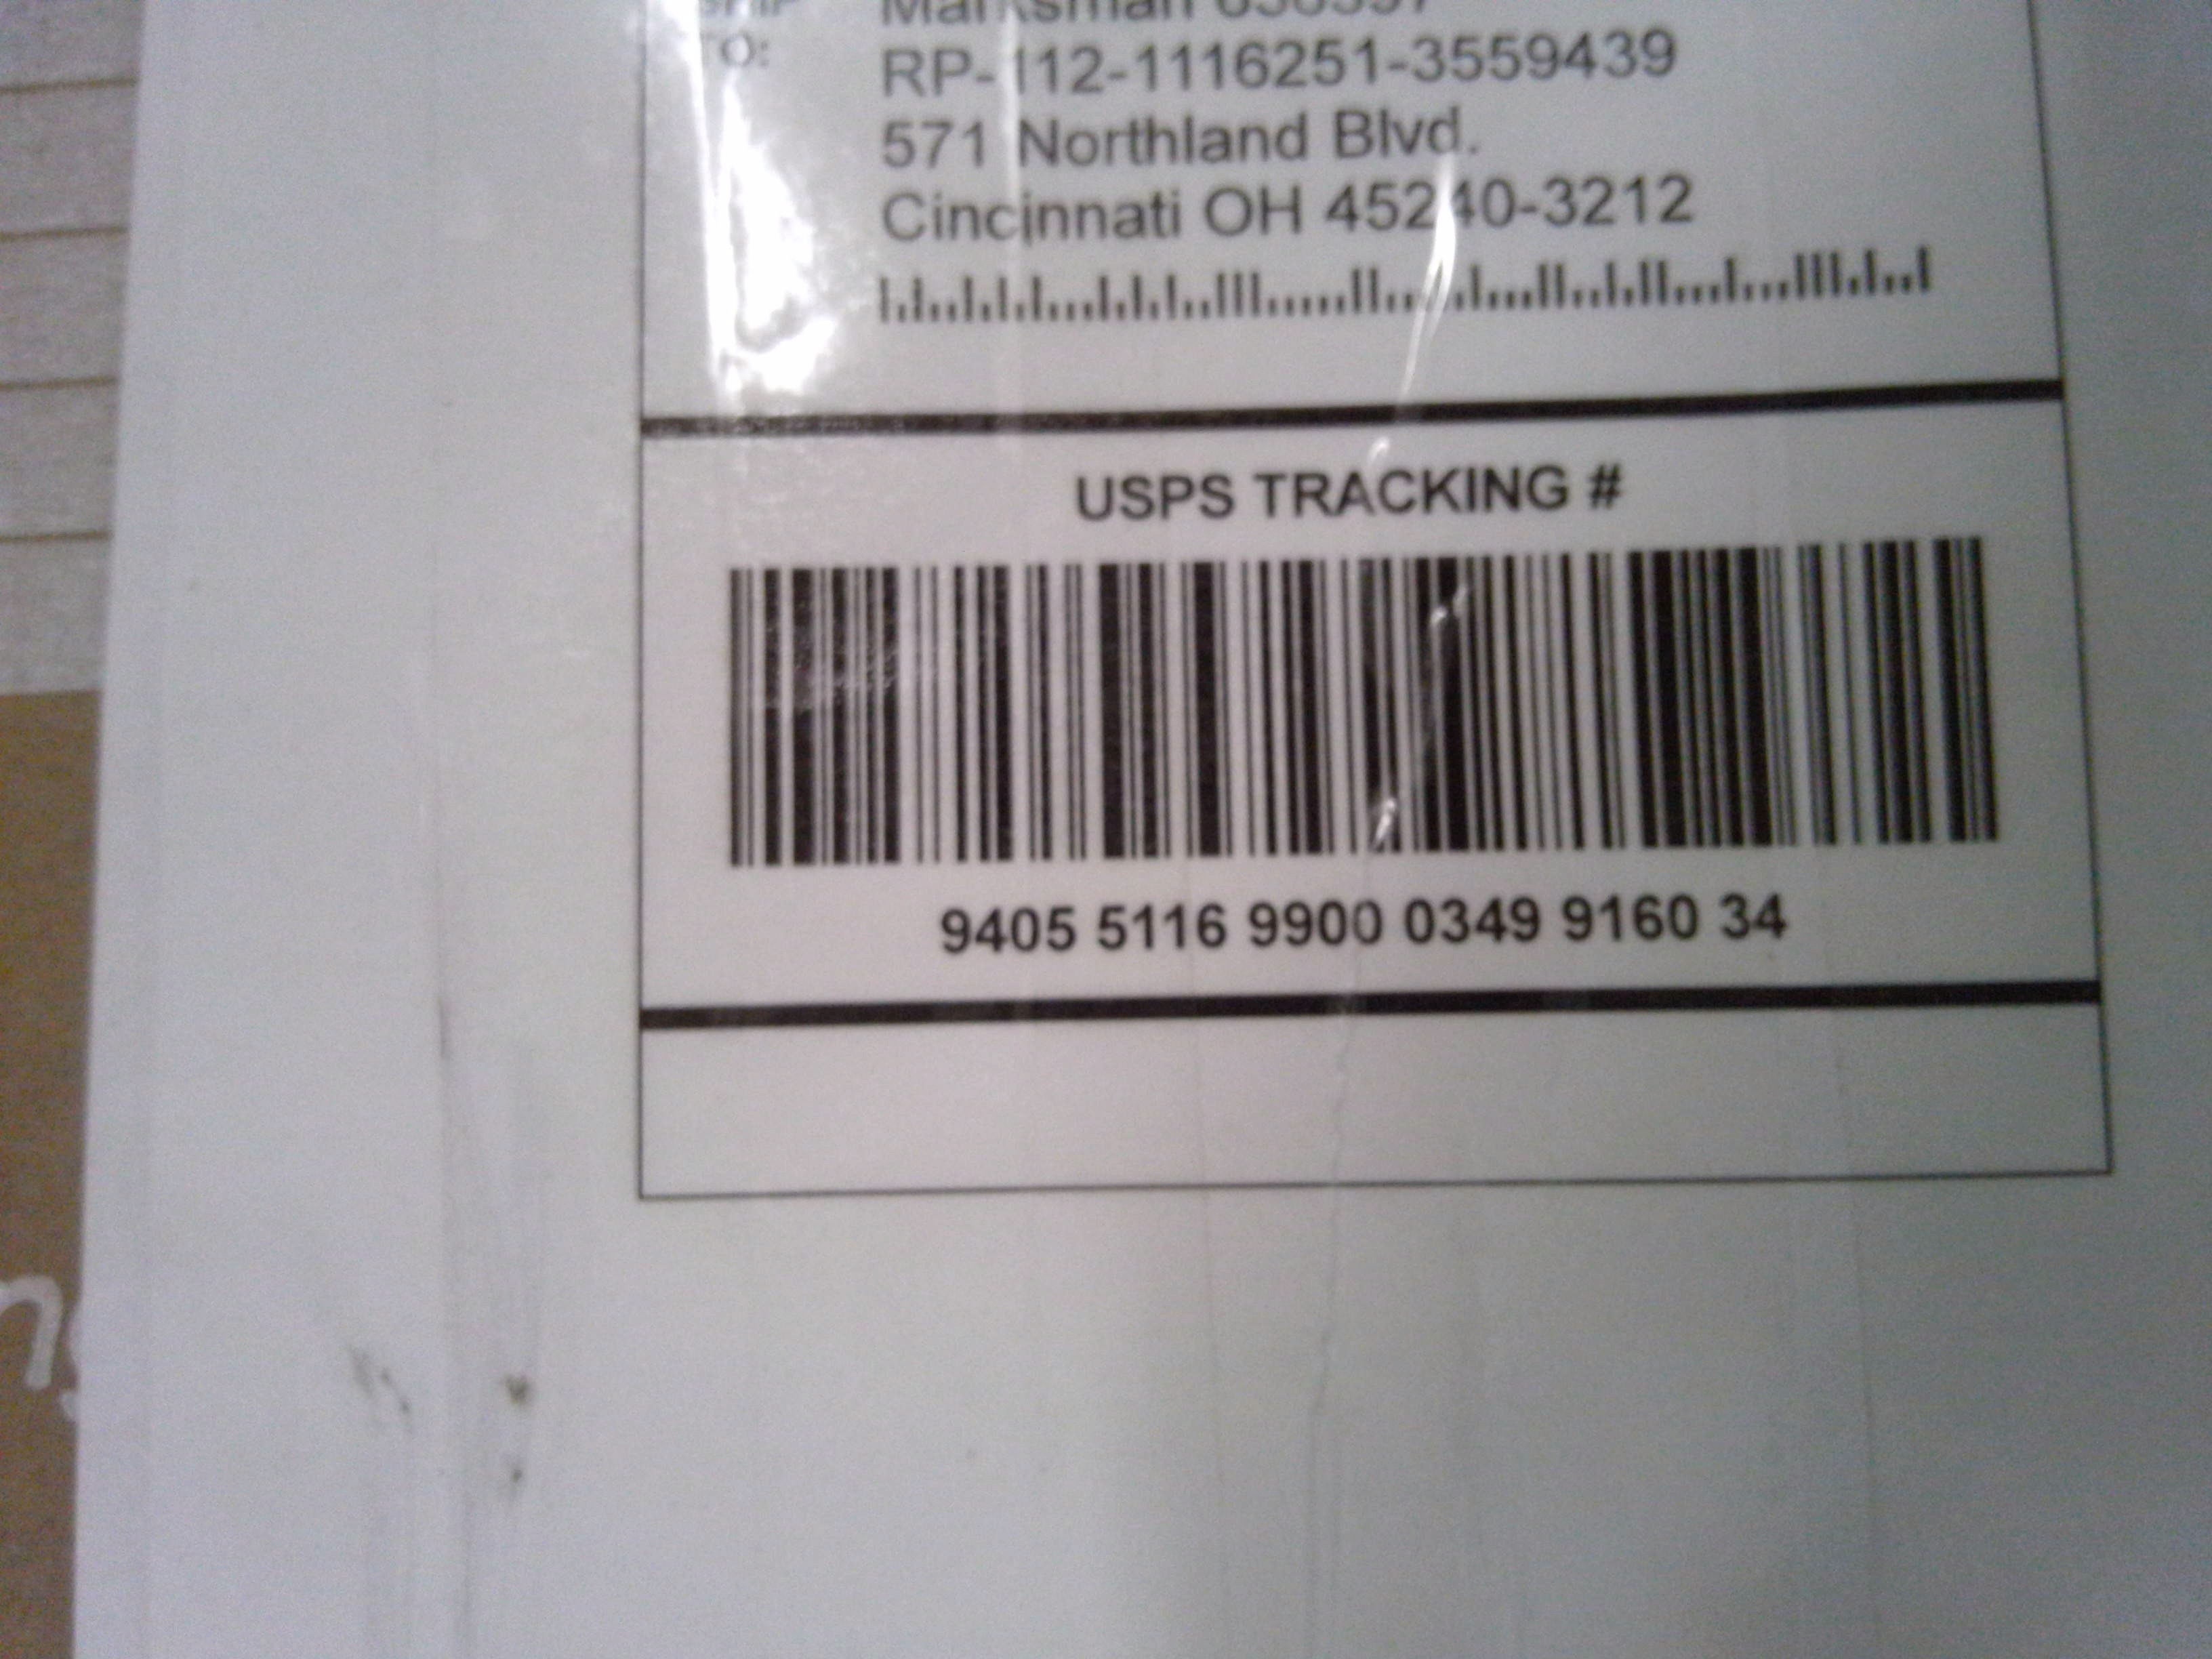 TO:
RP-112-1116251-3559439
571 Northland Blvd.
Cincinnati OH 45240-3212
USPS TRACKING #
9405 5116 9900 0349 9160 34